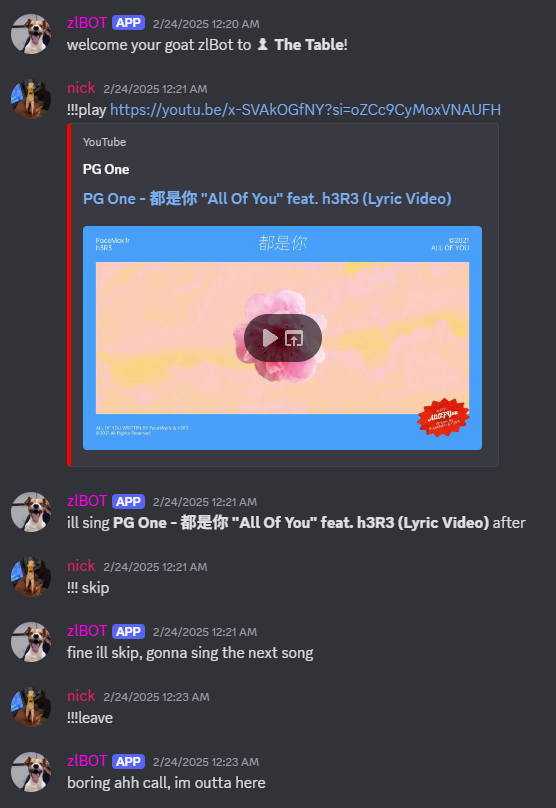 zlBOT APP 2/24/2025 12:20 AM
welcome your goat zlBot to ♟ The Table!
nick 2/24/2025 12:21 AM
!!!play https://youtu.be/x-SVAkOGfNY?si=oZCc9CyMoxVNAUFH
YouTube
PG One
PG One - 都是你 "All Of You" feat. h3R3 (Lyric Video)
PaceMak1r
h3R3
都是你
©2021
ALL OF YOU
All Of You
ALL OF YOU WRITTEN BY PaceMak1r & h3R3
©2021 All Rights Reserved
zlBOT APP 2/24/2025 12:21 AM
ill sing PG One - 都是你 "All Of You" feat. h3R3 (Lyric Video) after
nick 2/24/2025 12:21 AM
!!! skip
zlBOT APP 2/24/2025 12:21 AM
fine ill skip, gonna sing the next song
nick 2/24/2025 12:23 AM
!!!leave
zlBOT APP 2/24/2025 12:23 AM
boring ahh call, im outta here